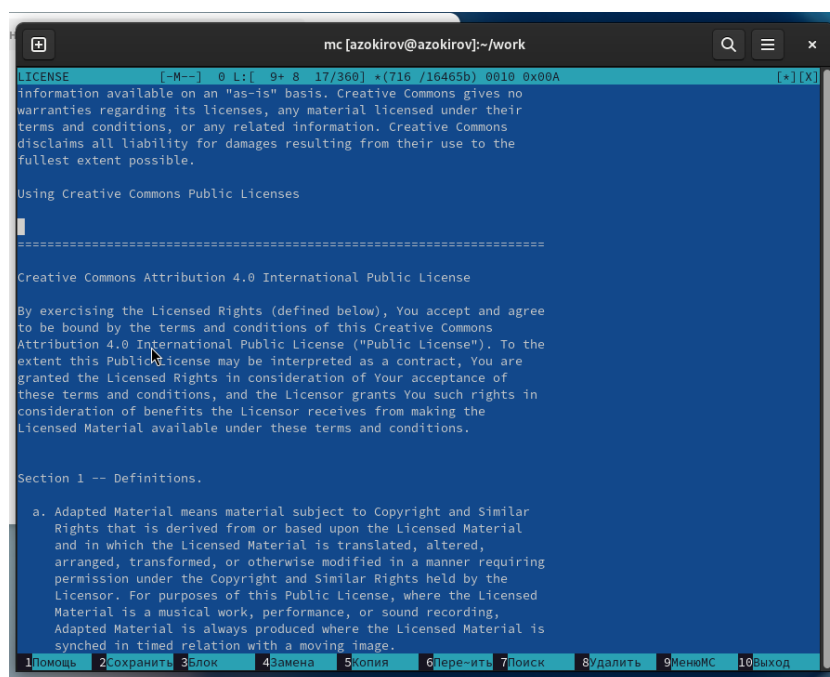 mc [azokirov@azokirov]:~/work
LICENSE [-M--] 0 L:[ 9+ 8 17/360] *(716 /16465b) 0010 0x00A [*][X]
information available on an "as-is" basis. Creative Commons gives no
warranties regarding its licenses, any material licensed under their
terms and conditions, or any related information. Creative Commons
disclaims all liability for damages resulting from their use to the
fullest extent possible.
Using Creative Commons Public Licenses
=======================================================================
Creative Commons Attribution 4.0 International Public License
By exercising the Licensed Rights (defined below), You accept and agree
to be bound by the terms and conditions of this Creative Commons
Attribution 4.0 International Public License ("Public License"). To the
extent this Public License may be interpreted as a contract, You are
granted the Licensed Rights in consideration of Your acceptance of
these terms and conditions, and the Licensor grants You such rights in
consideration of benefits the Licensor receives from making the
Licensed Material available under these terms and conditions.
Section 1 -- Definitions.
a. Adapted Material means material subject to Copyright and Similar
Rights that is derived from or based upon the Licensed Material
and in which the Licensed Material is translated, altered,
arranged, transformed, or otherwise modified in a manner requiring
permission under the Copyright and Similar Rights held by the
Licensor. For purposes of this Public License, where the Licensed
Material is a musical work, performance, or sound recording,
Adapted Material is always produced where the Licensed Material is
synched in timed relation with a moving image.
1Помощь 2Сохранить 3Блок 4Замена 5Копия 6Пере~ить 7Поиск 8Удалить 9МенюМС 10Выход